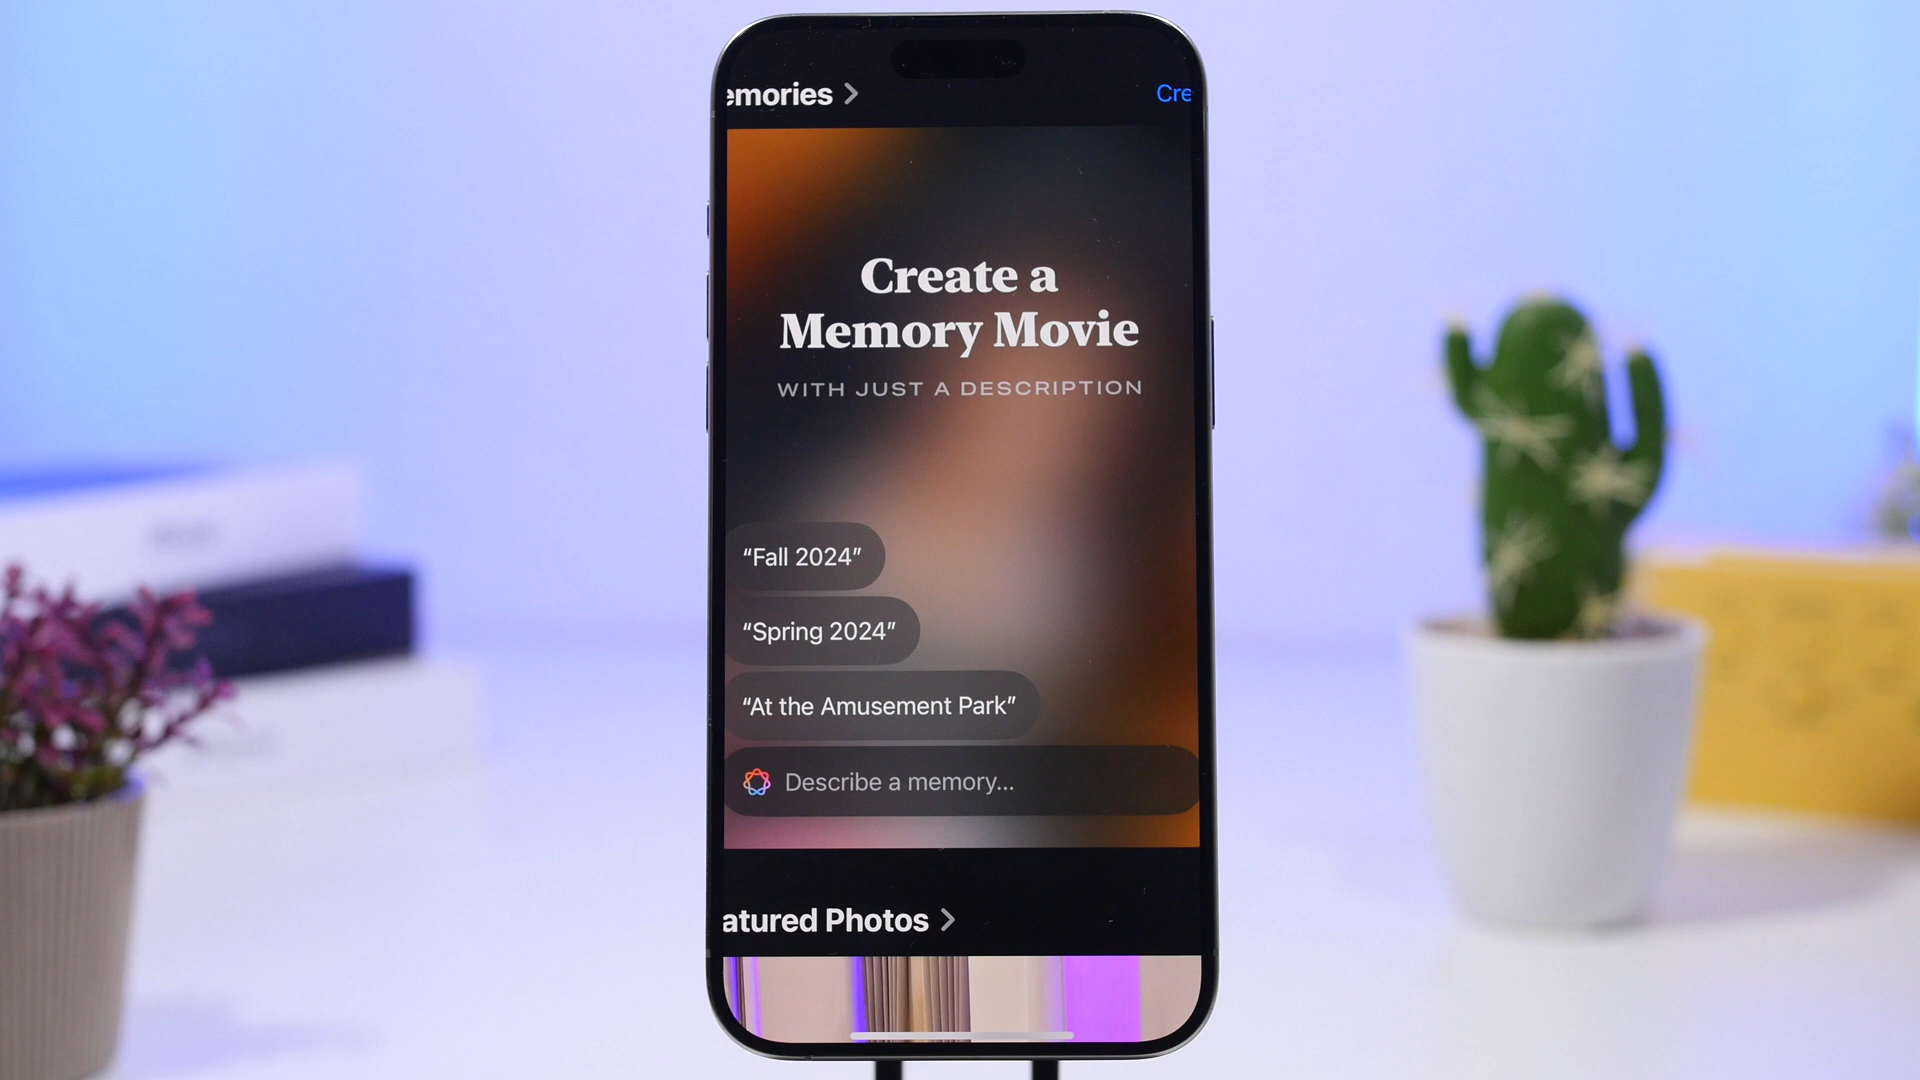 emories >
Cre
Create a
Memory Movie
WITH JUST A DESCRIPTION
“Fall 2024”
“Spring 2024”
“At the Amusement Park”
Describe a memory...
atured Photos >